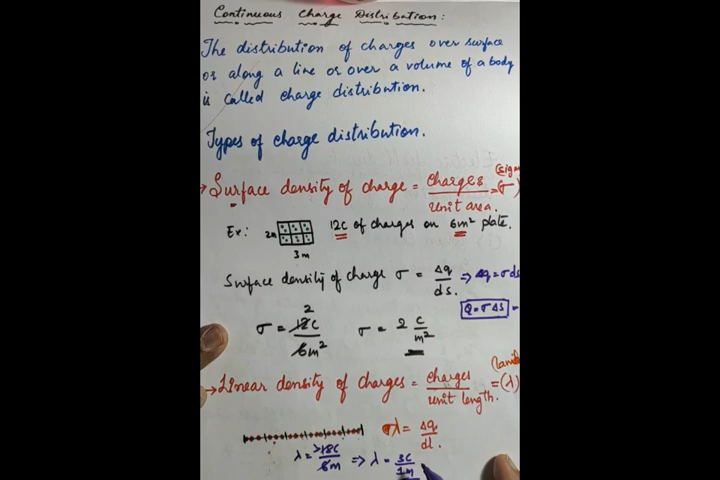 Continuous Charge Distribution:
The distribution of charges over surface
or along a line or over a volume of a body
is called charge distribution.
Types of charge distribution.
→ Surface density of charge = charges / unit area. = (σ)
Ex: 2m 12C of charges on 6m² plate.
3m
Surface density of charge σ = Δq / ds. ⇒ Δq = σ ds
Q = σ ΔS
σ = 12C / 6m² 2 σ = 2 C / m²
→ Linear density of charges = charges / unit length. = (λ)
λ = Δq / dl.
λ = 18C / 6m ⇒ λ = 3C / 1m